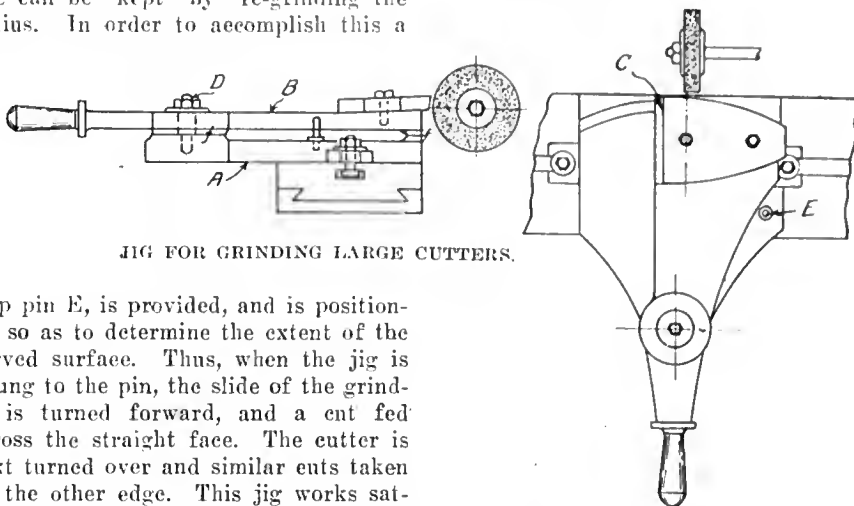 can be kept by re-grinding the
ius. In order to accomplish this a
D
B
C
A
E
JIG FOR GRINDING LARGE CUTTERS.
p pin E, is provided, and is position-
so as to determine the extent of the
rved surface. Thus, when the jig is
ung to the pin, the slide of the grind-
is turned forward, and a cut fed
ross the straight face. The cutter is
xt turned over and similar cuts taken
the other edge. This jig works sat-